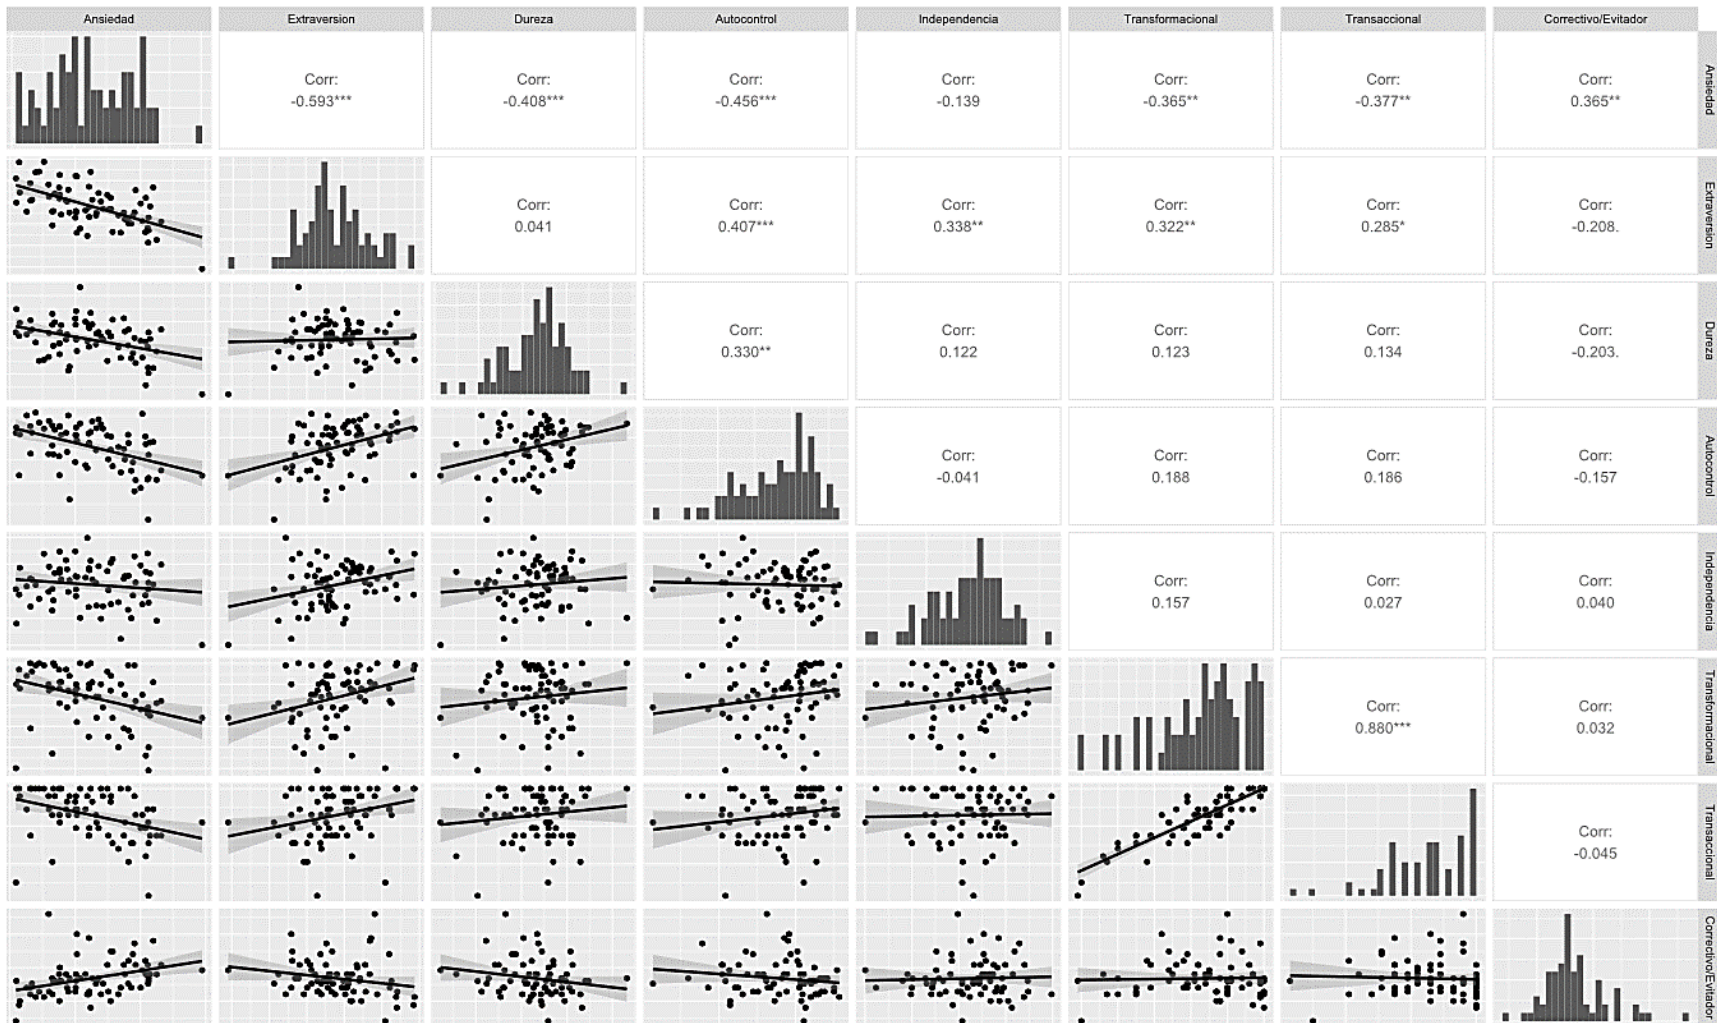 Ansiedad Extraversion Dureza Autocontrol Independencia Transformacional Transaccional Correctivo/Evitador
Corr: Corr: Corr: Corr: Corr: Corr: Corr:
-0.593*** -0.408*** -0.456*** -0.139 -0.365** -0.377** 0.365**
Ansiedad
Corr: Corr: Corr: Corr: Corr: Corr:
0.041 0.407*** 0.338** 0.322** 0.285* -0.208.
Extraversion
Corr: Corr: Corr: Corr: Corr:
0.330** 0.122 0.123 0.134 -0.203.
Dureza
Corr: Corr: Corr: Corr:
-0.041 0.188 0.186 -0.157
Autocontrol
Corr: Corr: Corr:
0.157 0.027 0.040
Independencia
Corr: Corr:
0.880*** 0.032
Transformacional
Corr:
-0.045
Transaccional
Correctivo/Evitador